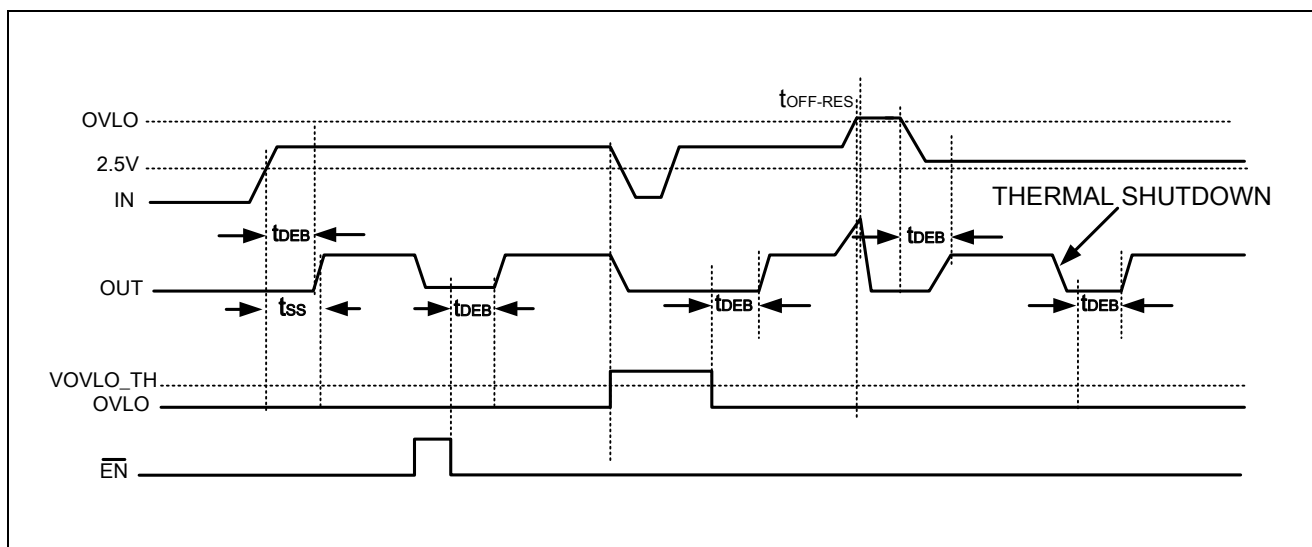 tOFF-RES
OVLO
2.5V
IN
THERMAL SHUTDOWN
tDEB
tDEB
OUT
tSS
tDEB
tDEB
tDEB
VOVLO_TH
OVLO
EN